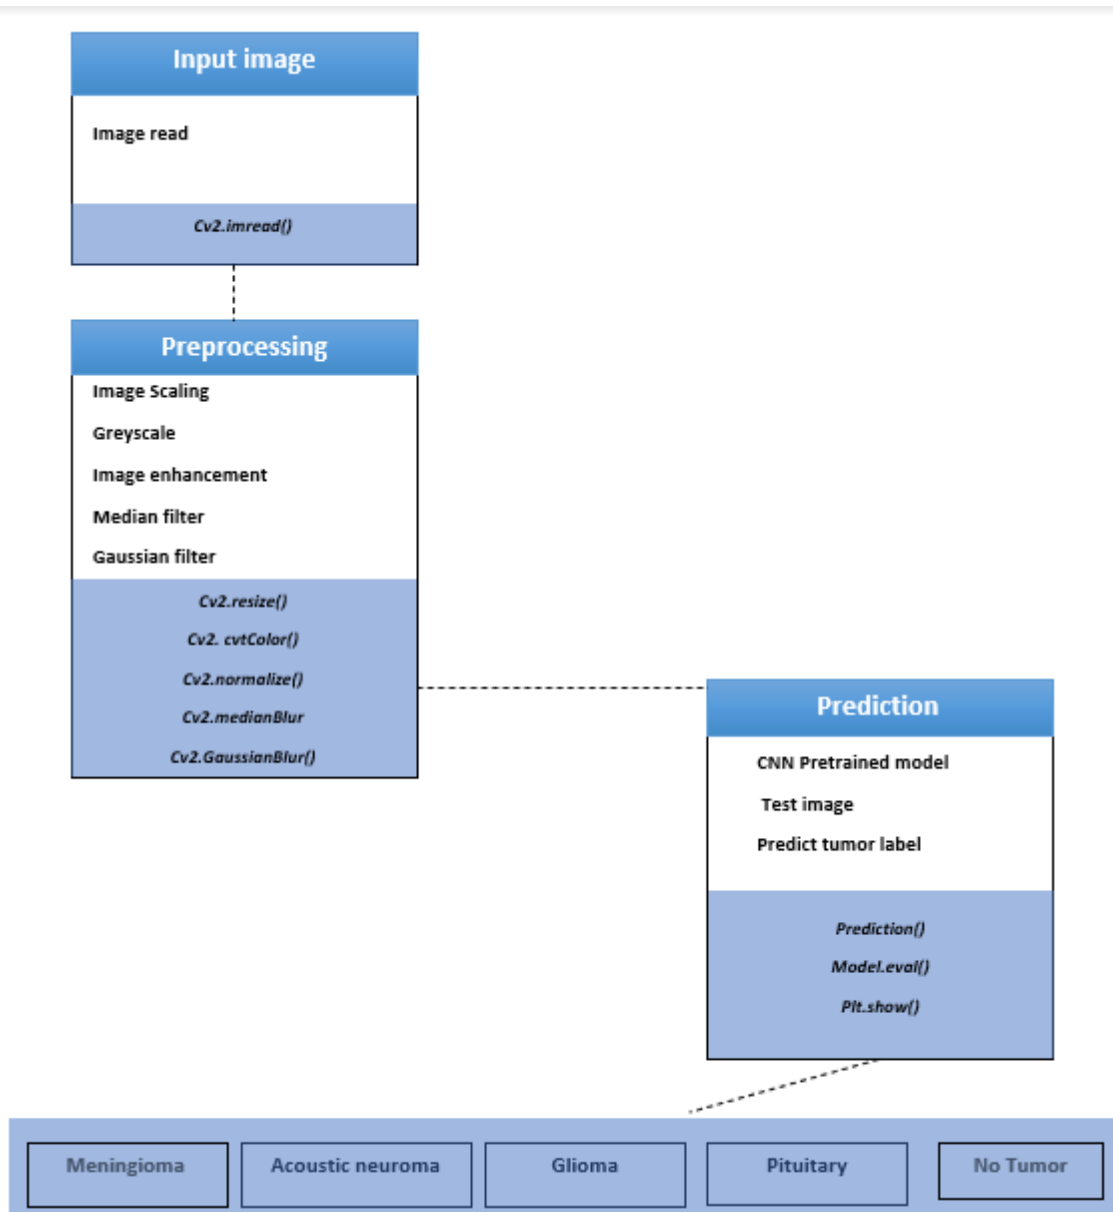 Input image
Image read
Cv2.imread()
Preprocessing
Image Scaling
Greyscale
Image enhancement
Median filter
Gaussian filter
Cv2.resize()
Cv2. cvtColor()
Cv2.normalize()
Cv2.medianBlur
Cv2.GaussianBlur()
Prediction
CNN Pretrained model
Test image
Predict tumor label
Prediction()
Model.eval()
Plt.show()
Meningioma
Acoustic neuroma
Glioma
Pituitary
No Tumor